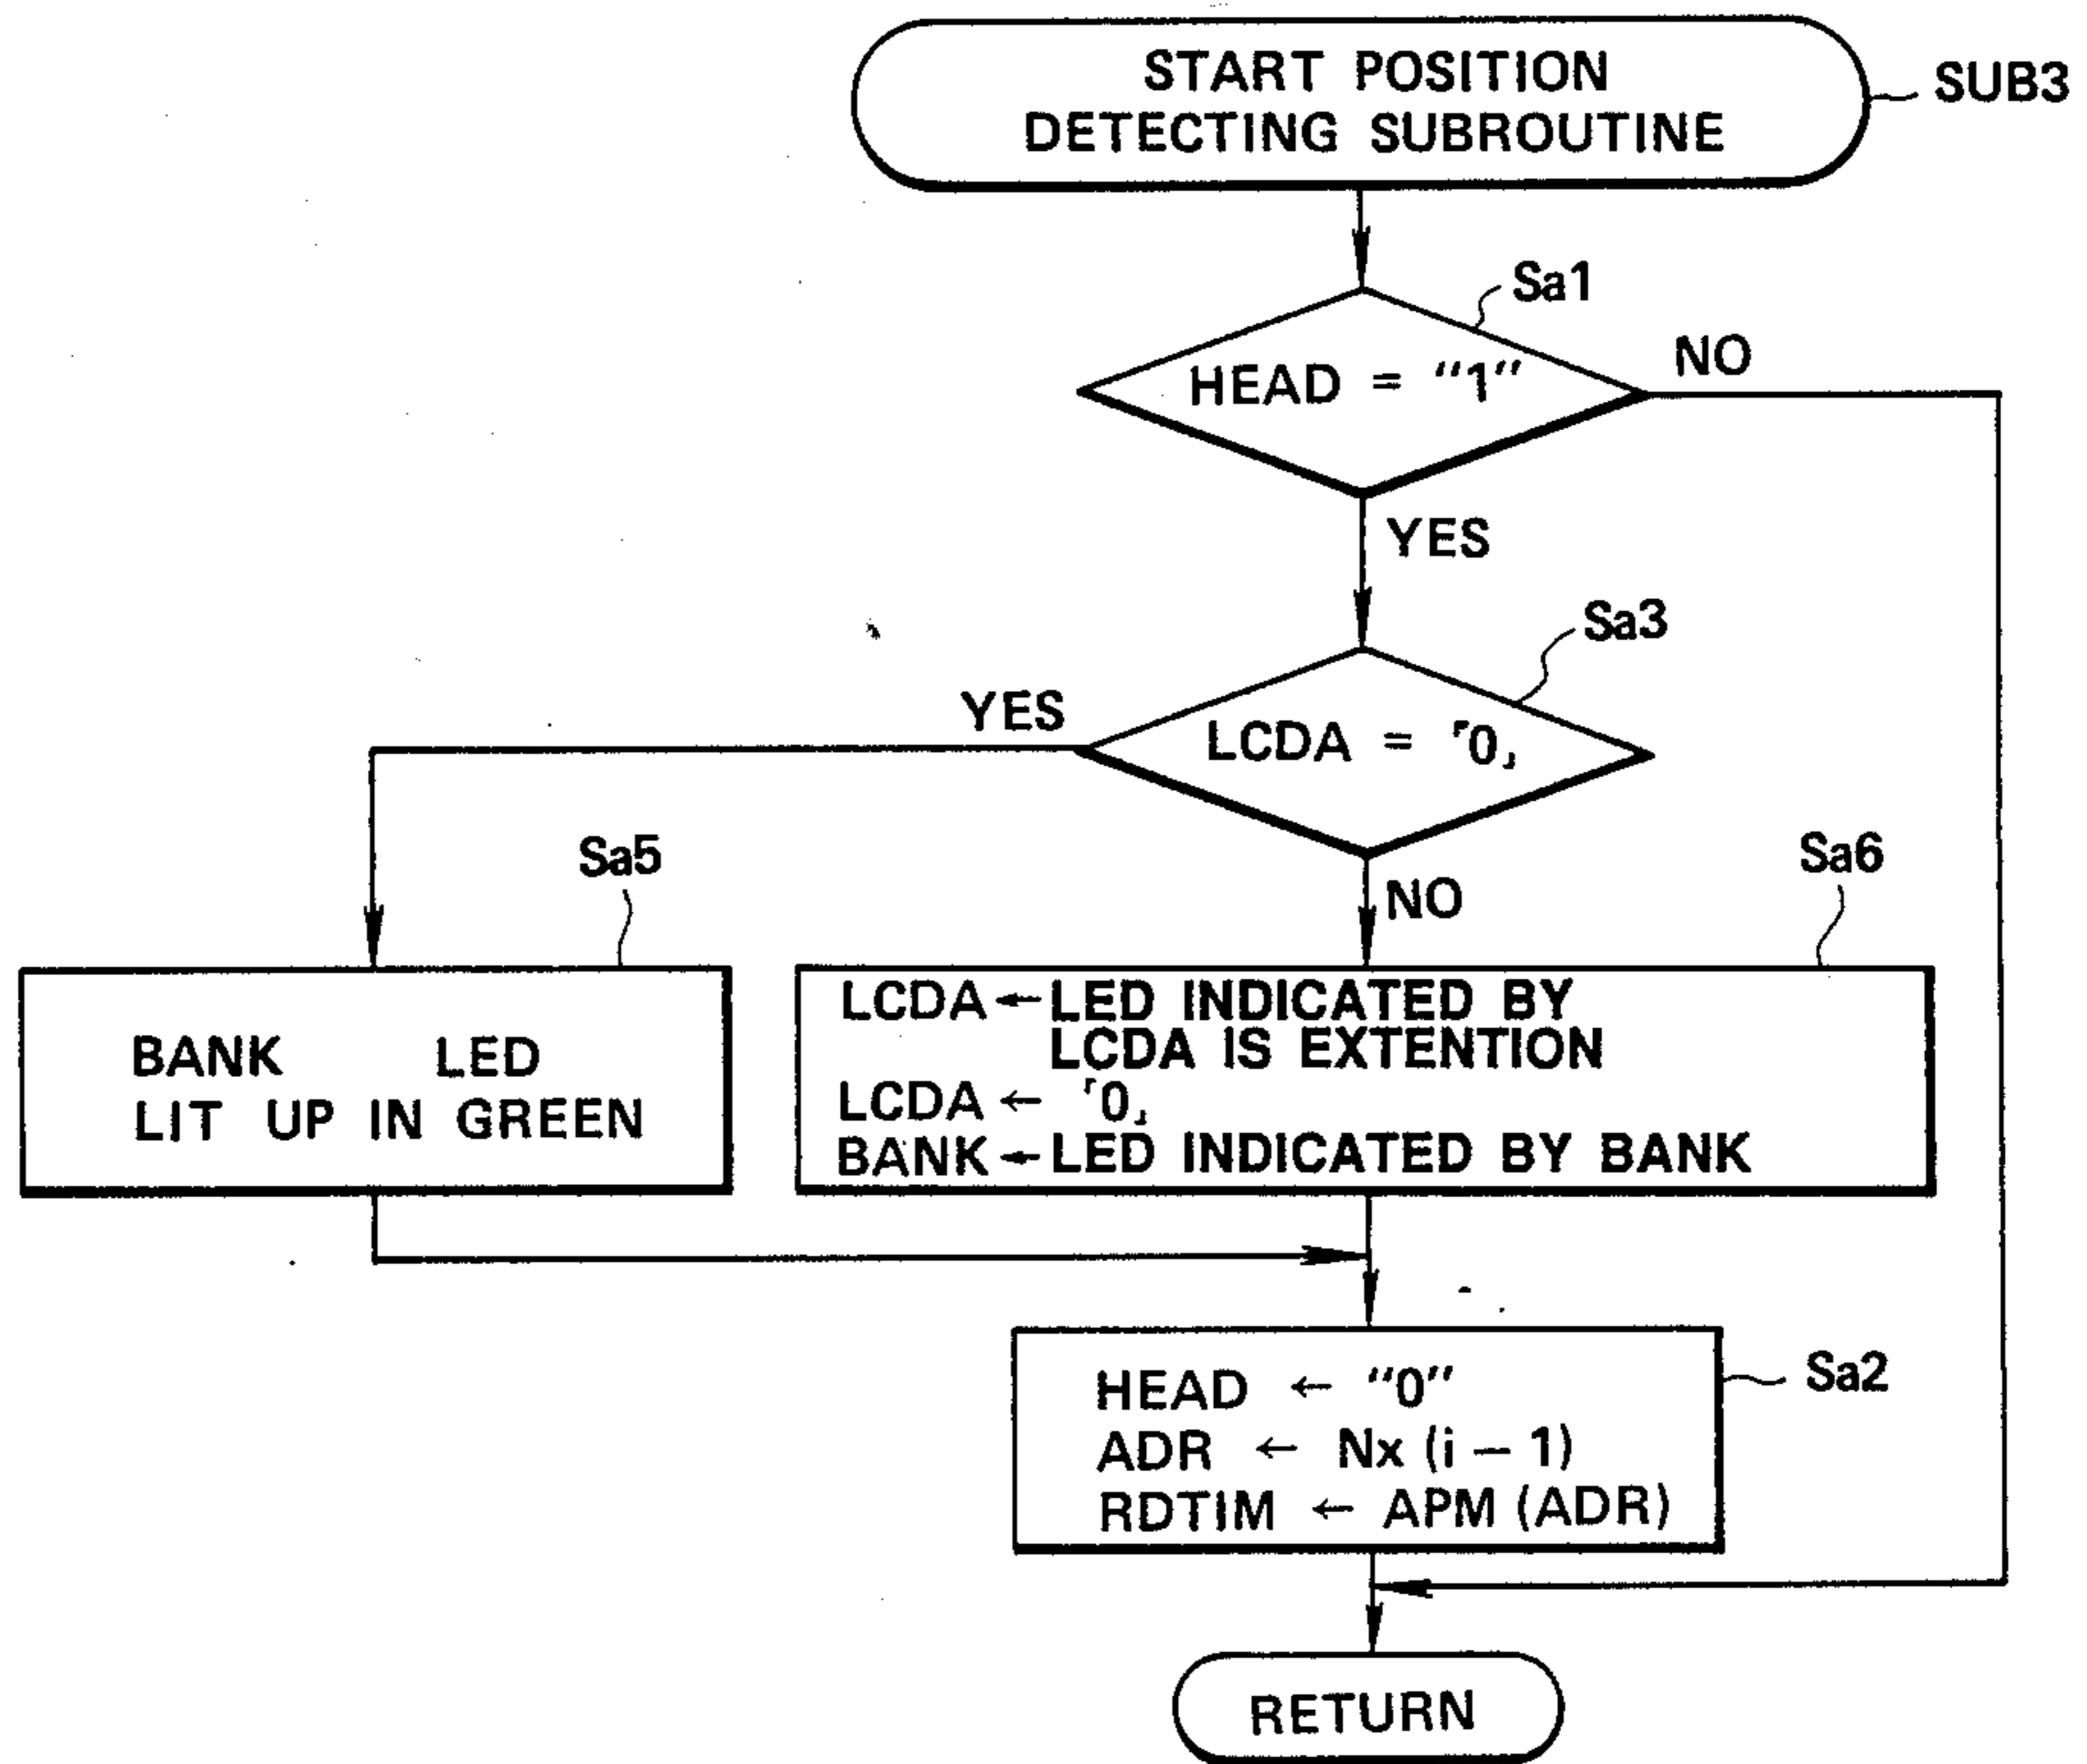 START POSITION
DETECTING SUBROUTINE
SUB3
Sa1
HEAD = "1"
NO
YES
Sa3
YES
LCDA = 「0」
Sa5
NO
Sa6
BANK LED
LIT UP IN GREEN
LCDA ← LED INDICATED BY
LCDA IS EXTENTION
LCDA ← 「0」
BANK ← LED INDICATED BY BANK
Sa2
HEAD ← "0"
ADR ← Nx (i − 1)
RDTIM ← APM (ADR)
RETURN